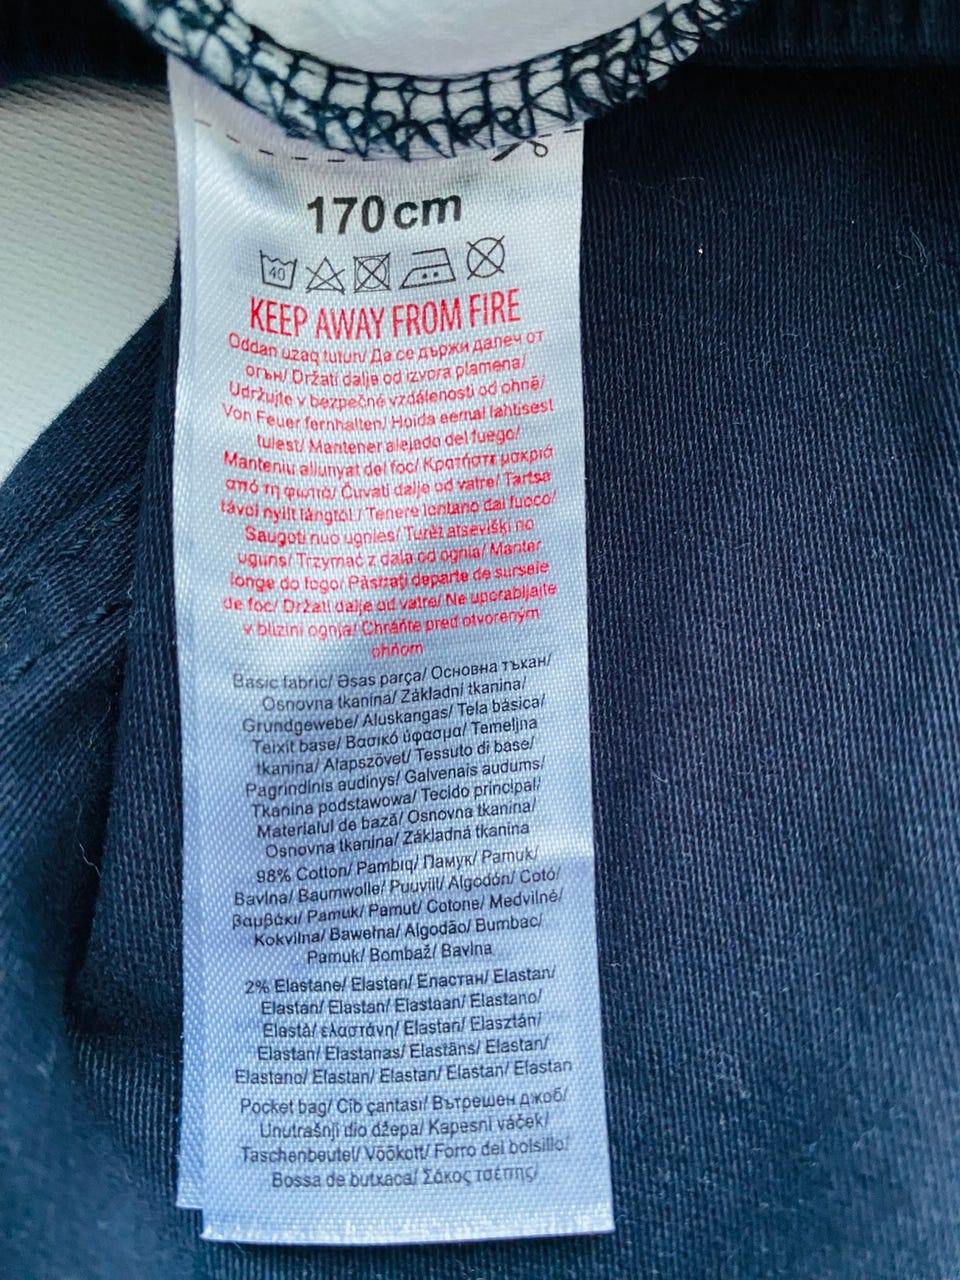 170 cm
40
KEEP AWAY FROM FIRE
Oddan uzaq tutun/ Да се държи далеч от
огън/ Držati dalje od izvora plamena/
Udržujte v bezpečné vzdálenosti od ohně/
Von Feuer fernhalten/ Hoida eemal lahtisest
tulest/ Mantener alejado del fuego/
Manteniu allunyat del foc/ Κρατήστε μακριά
από τη φωτιά/ Čuvati dalje od vatre/ Tartsa
távol nyílt lángtól./ Tenere lontano dal fuoco/
Saugoti nuo ugnies/ Turēt atsevišķi no
uguns/ Trzymać z dala od ognia/ Manter
longe do fogo/ Păstrați departe de sursele
de foc/ Držati dalje od vatre/ Ne uporabljajte
v bližini ognja/ Chráňte pred otvoreným
ohňom
Basic fabric/ Əsas parça/ Основна тъкан/
Osnovna tkanina/ Základní tkanina/
Grundgewebe/ Aluskangas/ Tela básica/
Teixit base/ Βασικό ύφασμα/ Temeljna
tkanina/ Alapszövet/ Tessuto di base/
Pagrindinis audinys/ Galvenais audums/
Tkanina podstawowa/ Tecido principal/
Materialul de bază/ Osnovna tkanina/
Osnovna tkanina/ Základná tkanina
98% Cotton/ Pambıq/ Памук/ Pamuk/
Bavlna/ Baumwolle/ Puuvill/ Algodón/ Cotó/
βαμβάκι/ Pamuk/ Pamut/ Cotone/ Medvilnė/
Kokvilna/ Bawełna/ Algodão/ Bumbac/
Pamuk/ Bombaž/ Bavlna
2% Elastane/ Elastan/ Еластан/ Elastan/
Elastan/ Elastan/ Elastaan/ Elastano/
Elastà/ ελαστάνη/ Elastan/ Elasztán/
Elastan/ Elastanas/ Elastāns/ Elastan/
Elastano/ Elastan/ Elastan/ Elastan/ Elastan
Pocket bag/ Cib çantası/ Вътрешен джоб/
Unutrašnji dio džepa/ Kapesní váček/
Taschenbeutel/ Vöökott/ Forro del bolsillo/
Bossa de butxaca/ Σάκος τσέπης/